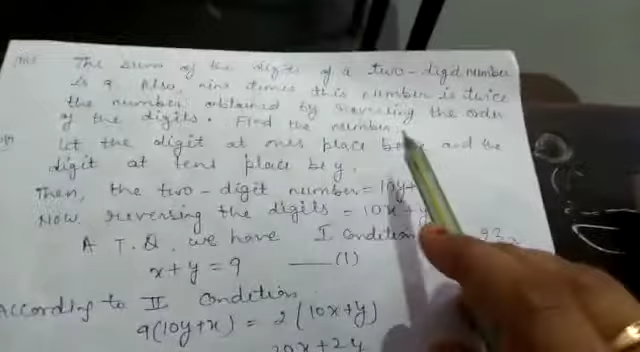 The sum of the digits of a two-digit number
is 9 Also, nine times this number is twice
the number obtained by reversing the order
of the digits. Find the number.
Let the digit at ones place be and the
digit at tens place be y.
Then, the two-digit number = 10y+
Now reversing the digits = 10x+y
A T.Q. we have I Condition
x+y = 9 (1)
According to II Condition
9(10y+x) = 2(10x+y)
20x+2y